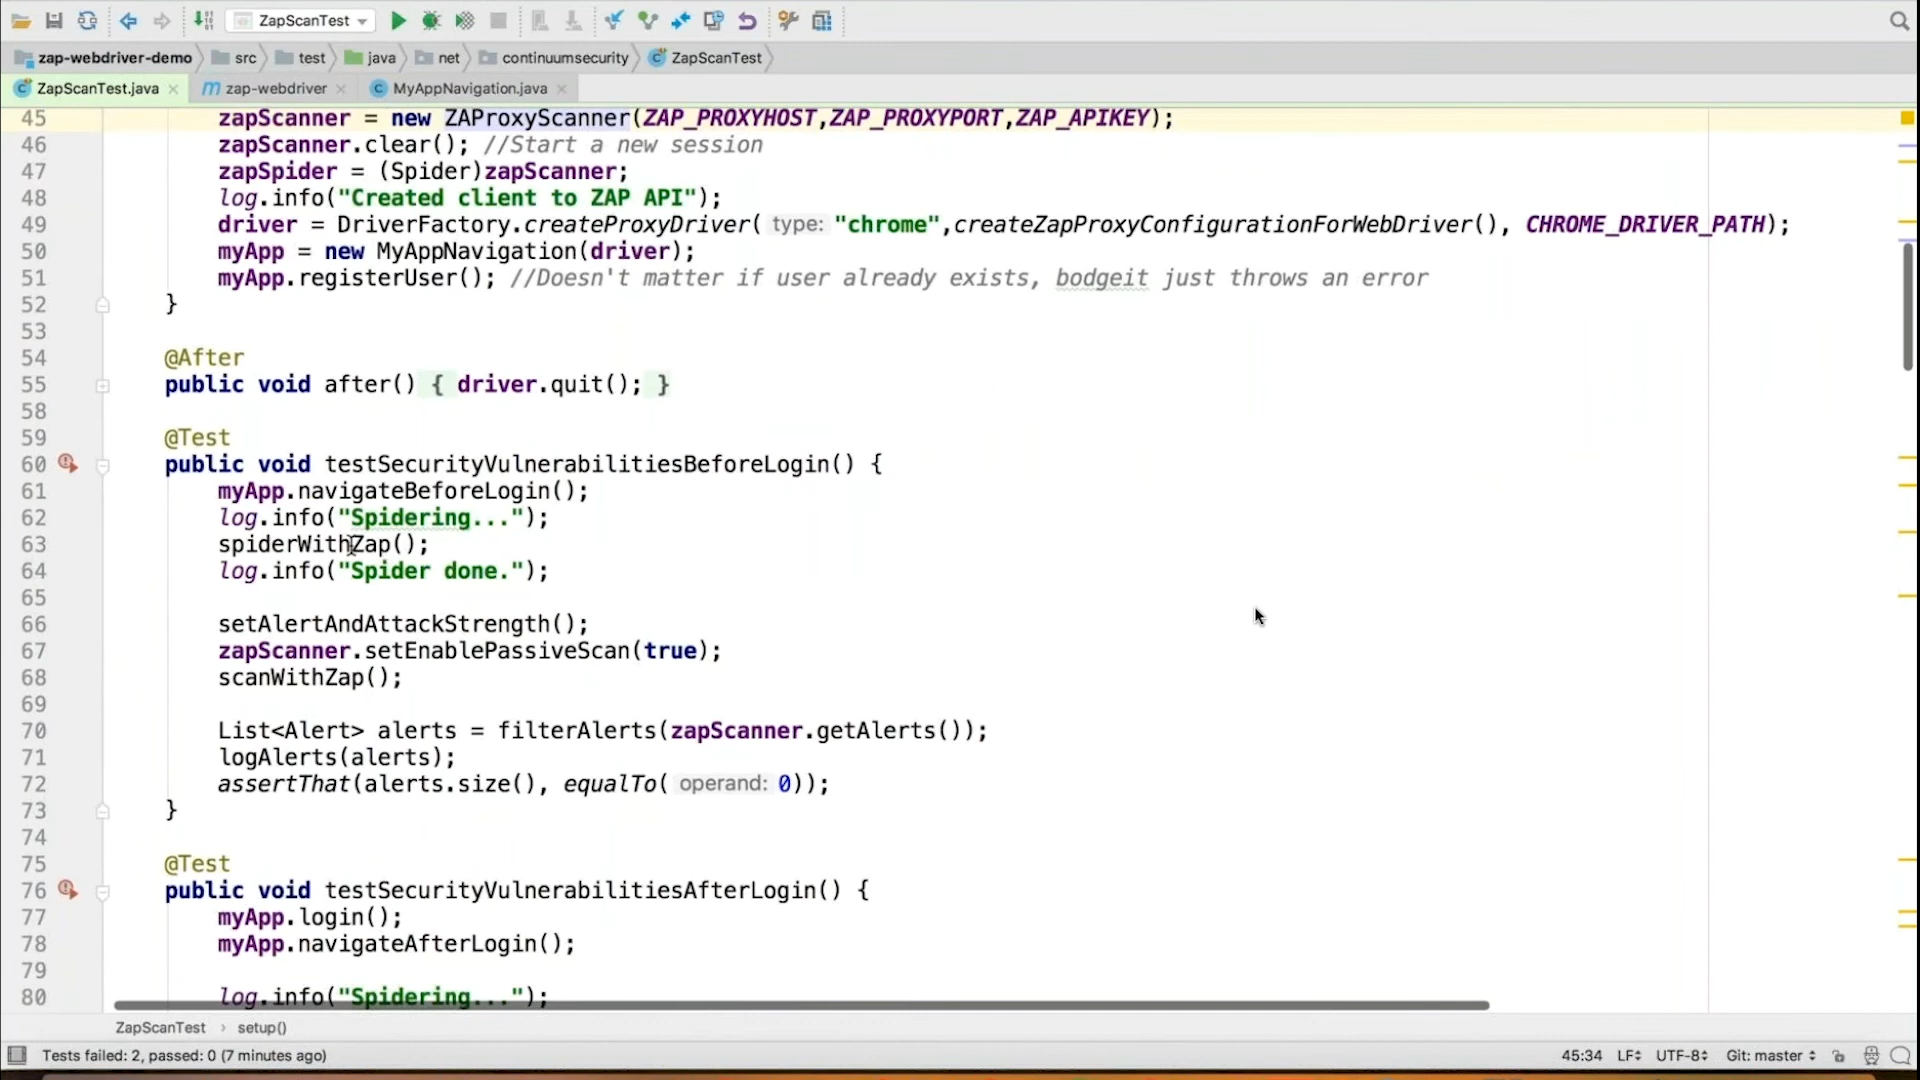 ZapScanTest
zap-webdriver-demo src test java net continuumsecurity ZapScanTest
ZapScanTest.java zap-webdriver MyAppNavigation.java
45 zapScanner = new ZAProxyScanner(ZAP_PROXYHOST,ZAP_PROXYPORT,ZAP_APIKEY);
46 zapScanner.clear(); //Start a new session
47 zapSpider = (Spider)zapScanner;
48 log.info("Created client to ZAP API");
49 driver = DriverFactory.createProxyDriver( type: "chrome",createZapProxyConfigurationForWebDriver(), CHROME_DRIVER_PATH);
50 myApp = new MyAppNavigation(driver);
51 myApp.registerUser(); //Doesn't matter if user already exists, bodgeit just throws an error
52 }
53
54 @After
55 public void after() { driver.quit(); }
58
59 @Test
60 public void testSecurityVulnerabilitiesBeforeLogin() {
61 myApp.navigateBeforeLogin();
62 log.info("Spidering...");
63 spiderWithZap();
64 log.info("Spider done.");
65
66 setAlertAndAttackStrength();
67 zapScanner.setEnablePassiveScan(true);
68 scanWithZap();
69
70 List<Alert> alerts = filterAlerts(zapScanner.getAlerts());
71 logAlerts(alerts);
72 assertThat(alerts.size(), equalTo( operand: 0));
73 }
74
75 @Test
76 public void testSecurityVulnerabilitiesAfterLogin() {
77 myApp.login();
78 myApp.navigateAfterLogin();
79
80 log.info("Spidering...");
ZapScanTest › setup()
Tests failed: 2, passed: 0 (7 minutes ago) 45:34 LF UTF-8 Git: master